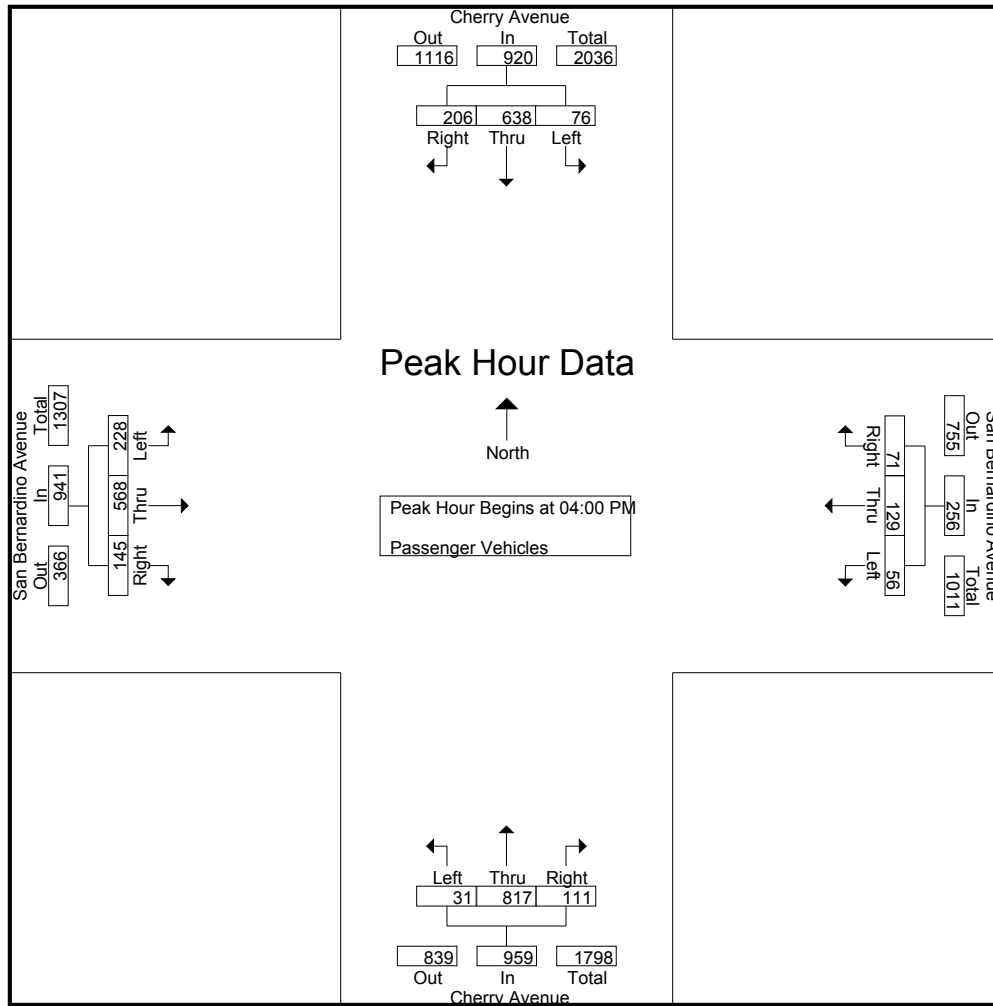 Cherry Avenue
Out In Total
1116 920 2036
206 638 76
Right Thru Left
Peak Hour Data
North
Peak Hour Begins at 04:00 PM
Passenger Vehicles
San Bernardino Avenue
Out In Total
366 941 1307
Right Thru Left
145 568 228
San Bernardino Avenue
Out In Total
755 256 1011
Right Thru Left
71 129 56
Left Thru Right
31 817 111
839 959 1798
Out In Total
Cherry Avenue